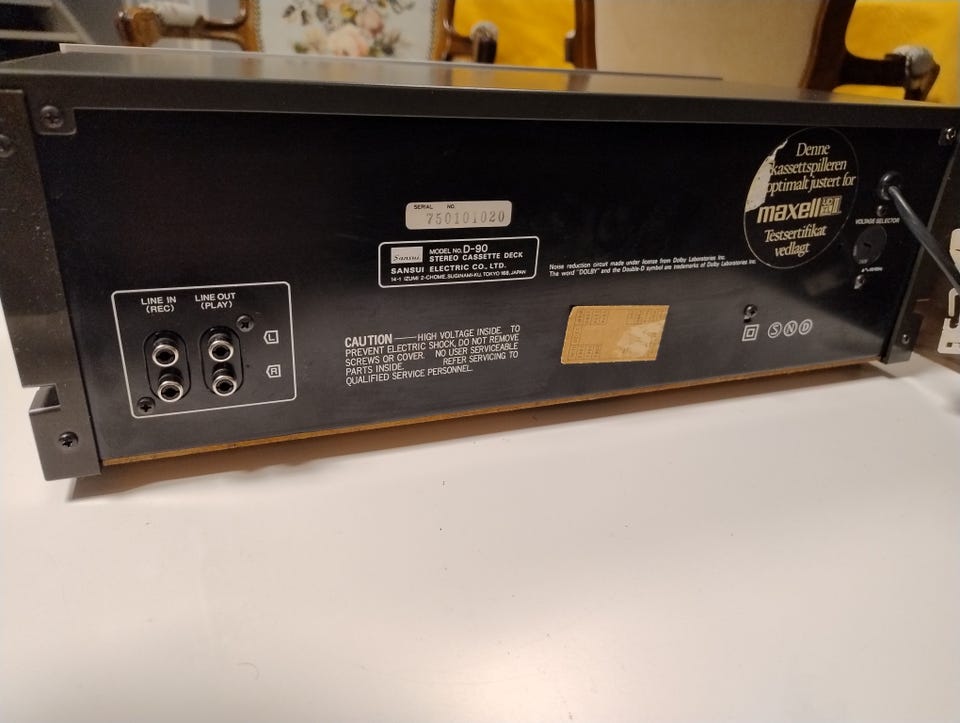 Denne
kassettspilleren
optimalt justert for
maxell
Testsertifikat
vedlagt
VOLTAGE SELECTOR
SERIAL NO.
750101020
Sansui
MODEL NO. D-90
STEREO CASSETTE DECK
SANSUI ELECTRIC CO., LTD.
14-1 IZUMI 2-CHOME, SUGINAMI-KU, TOKYO 168, JAPAN
Noise reduction circuit made under license from Dolby Laboratories Inc.
The word "DOLBY" and the Double-D symbol are trademarks of Dolby Laboratories Inc.
LINE IN
(REC)
LINE OUT
(PLAY)
L
R
CAUTION — HIGH VOLTAGE INSIDE. TO
PREVENT ELECTRIC SHOCK, DO NOT REMOVE
SCREWS OR COVER. NO USER SERVICEABLE
PARTS INSIDE. REFER SERVICING TO
QUALIFIED SERVICE PERSONNEL.
S N D